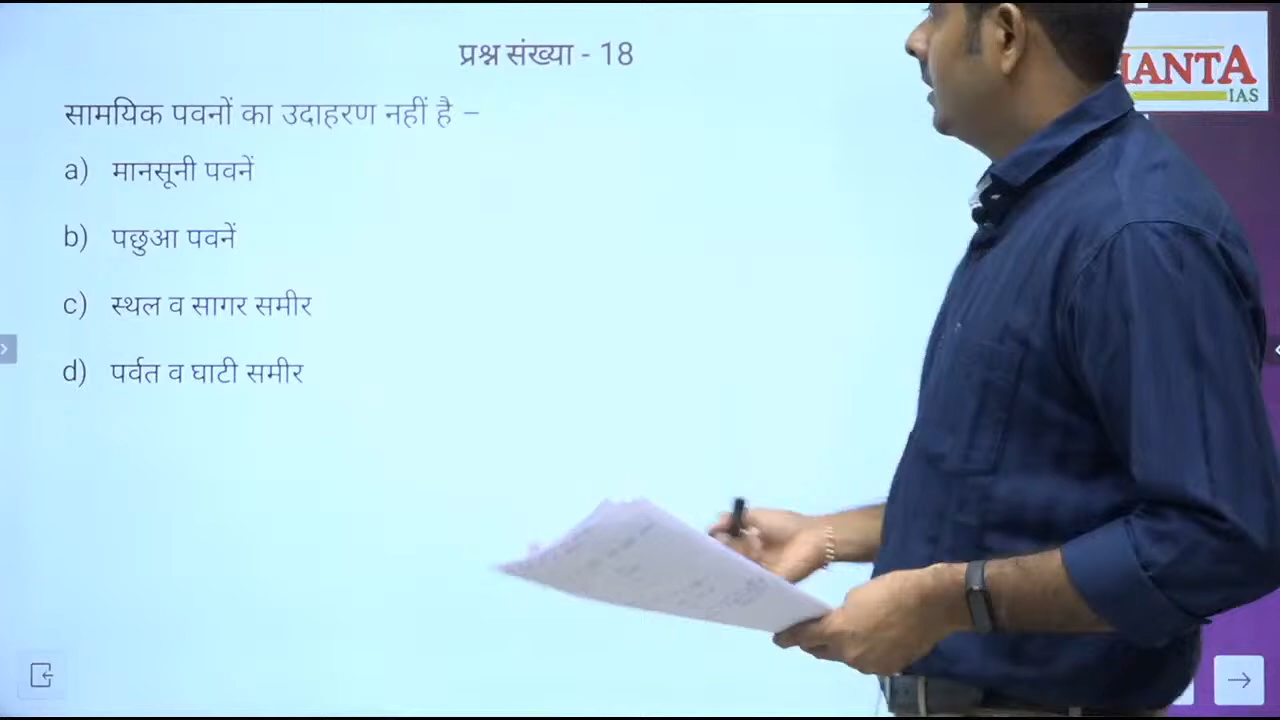 प्रश्न संख्या - 18
सामयिक पवनों का उदाहरण नहीं है –
a) मानसूनी पवनें
b) पछुआ पवनें
c) स्थल व सागर समीर
d) पर्वत व घाटी समीर
IAS